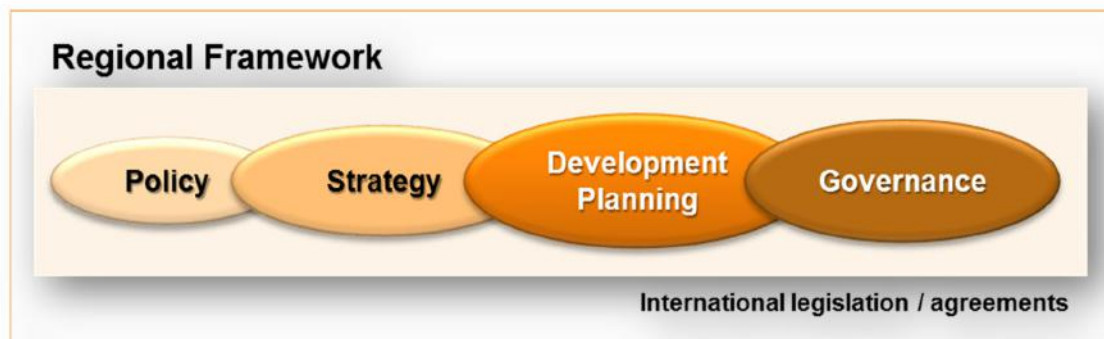 Regional Framework
Policy
Strategy
Development
Planning
Governance
International legislation / agreements